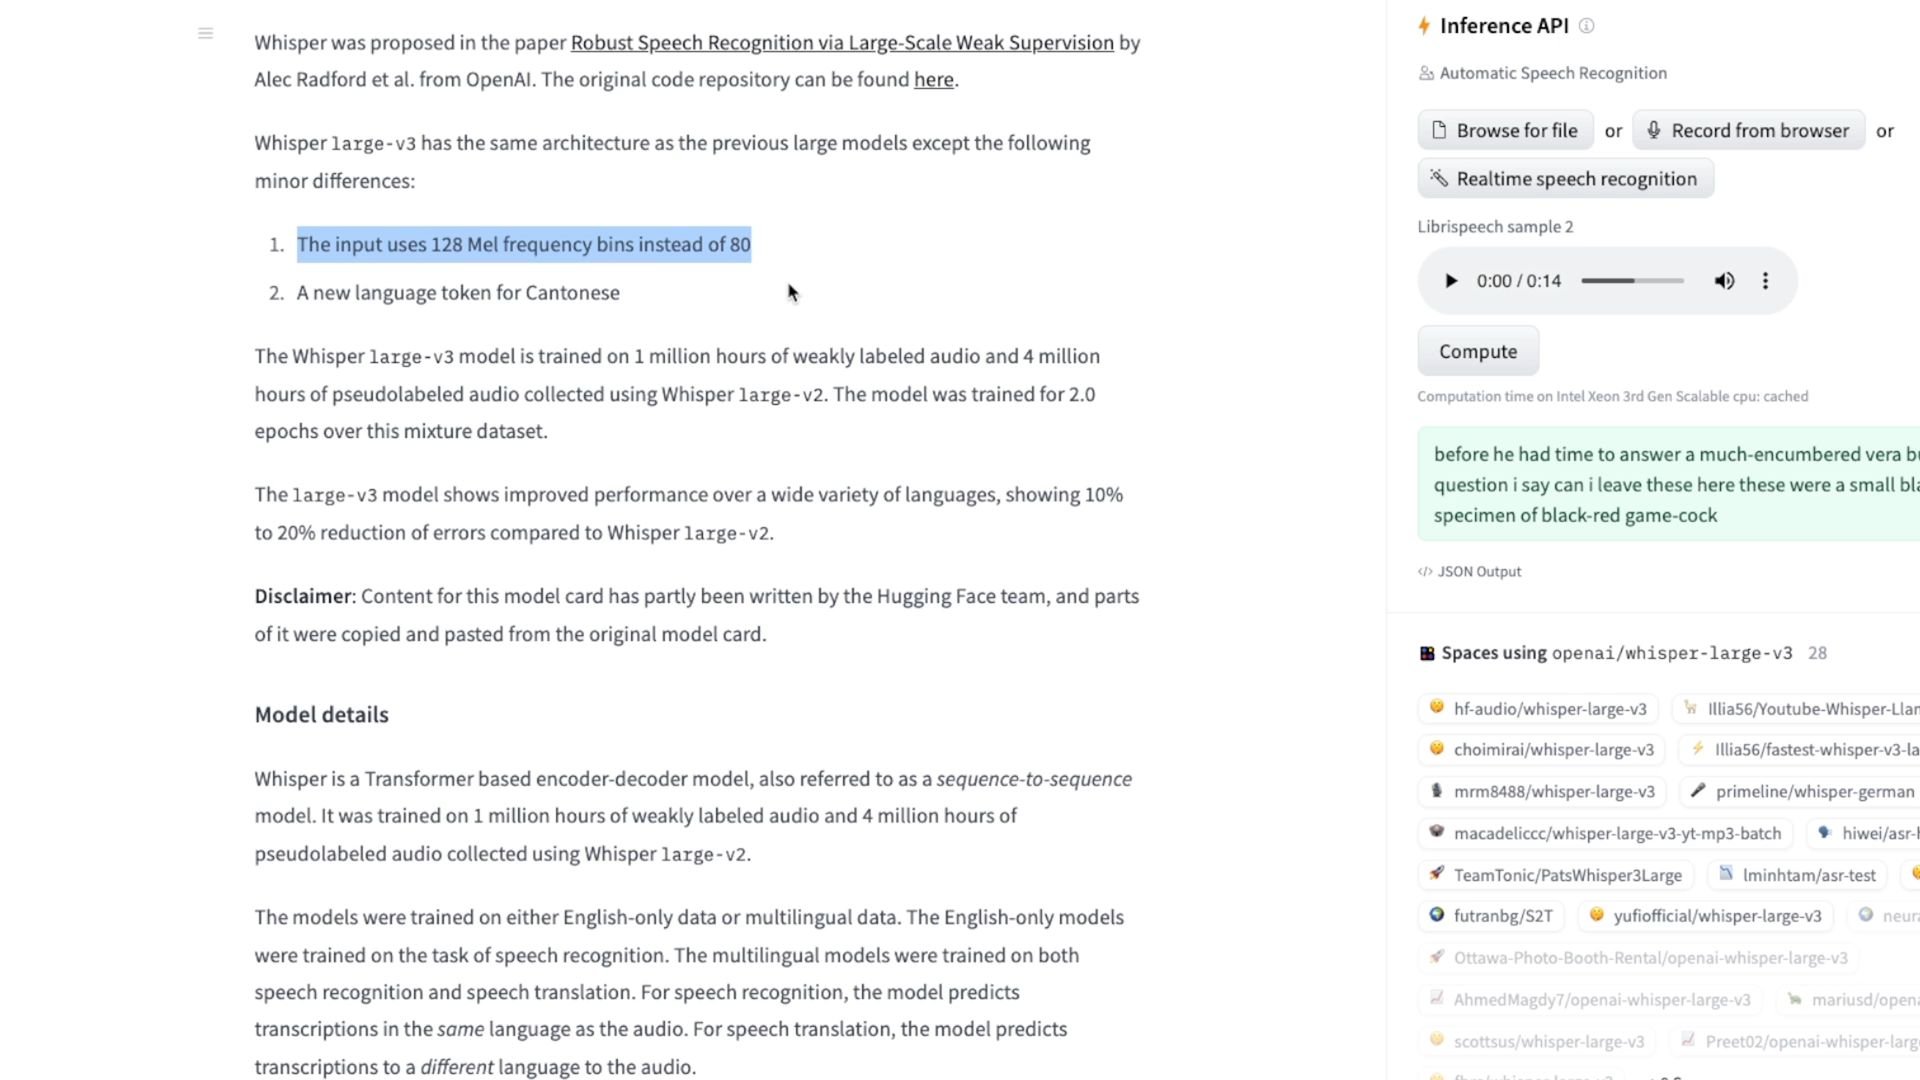 Whisper was proposed in the paper Robust Speech Recognition via Large-Scale Weak Supervision by
Alec Radford et al. from OpenAI. The original code repository can be found here.
Whisper large-v3 has the same architecture as the previous large models except the following
minor differences:
1. The input uses 128 Mel frequency bins instead of 80
2. A new language token for Cantonese
The Whisper large-v3 model is trained on 1 million hours of weakly labeled audio and 4 million
hours of pseudolabeled audio collected using Whisper large-v2. The model was trained for 2.0
epochs over this mixture dataset.
The large-v3 model shows improved performance over a wide variety of languages, showing 10%
to 20% reduction of errors compared to Whisper large-v2.
Disclaimer: Content for this model card has partly been written by the Hugging Face team, and parts
of it were copied and pasted from the original model card.
Model details
Whisper is a Transformer based encoder-decoder model, also referred to as a sequence-to-sequence
model. It was trained on 1 million hours of weakly labeled audio and 4 million hours of
pseudolabeled audio collected using Whisper large-v2.
The models were trained on either English-only data or multilingual data. The English-only models
were trained on the task of speech recognition. The multilingual models were trained on both
speech recognition and speech translation. For speech recognition, the model predicts
transcriptions in the same language as the audio. For speech translation, the model predicts
transcriptions to a different language to the audio.
Inference API
Automatic Speech Recognition
Browse for file or Record from browser or
Realtime speech recognition
Librispeech sample 2
0:00 / 0:14
Compute
Computation time on Intel Xeon 3rd Gen Scalable cpu: cached
before he had time to answer a much-encumbered vera
question i say can i leave these here these were a small
specimen of black-red game-cock
</> JSON Output
Spaces using openai/whisper-large-v3 28
hf-audio/whisper-large-v3 Illia56/Youtube-Whisper-Llam
choimirai/whisper-large-v3 Illia56/fastest-whisper-v3-la
mrm8488/whisper-large-v3 primeline/whisper-german
macadeliccc/whisper-large-v3-yt-mp3-batch hiwei/asr-h
TeamTonic/PatsWhisper3Large lminhtam/asr-test
futranbg/S2T yufiofficial/whisper-large-v3 neura
Ottawa-Photo-Booth-Rental/openai-whisper-large-v3
AhmedMagdy7/openai-whisper-large-v3 mariusd/opena
scottsus/whisper-large-v3 Preet02/openai-whisper-large